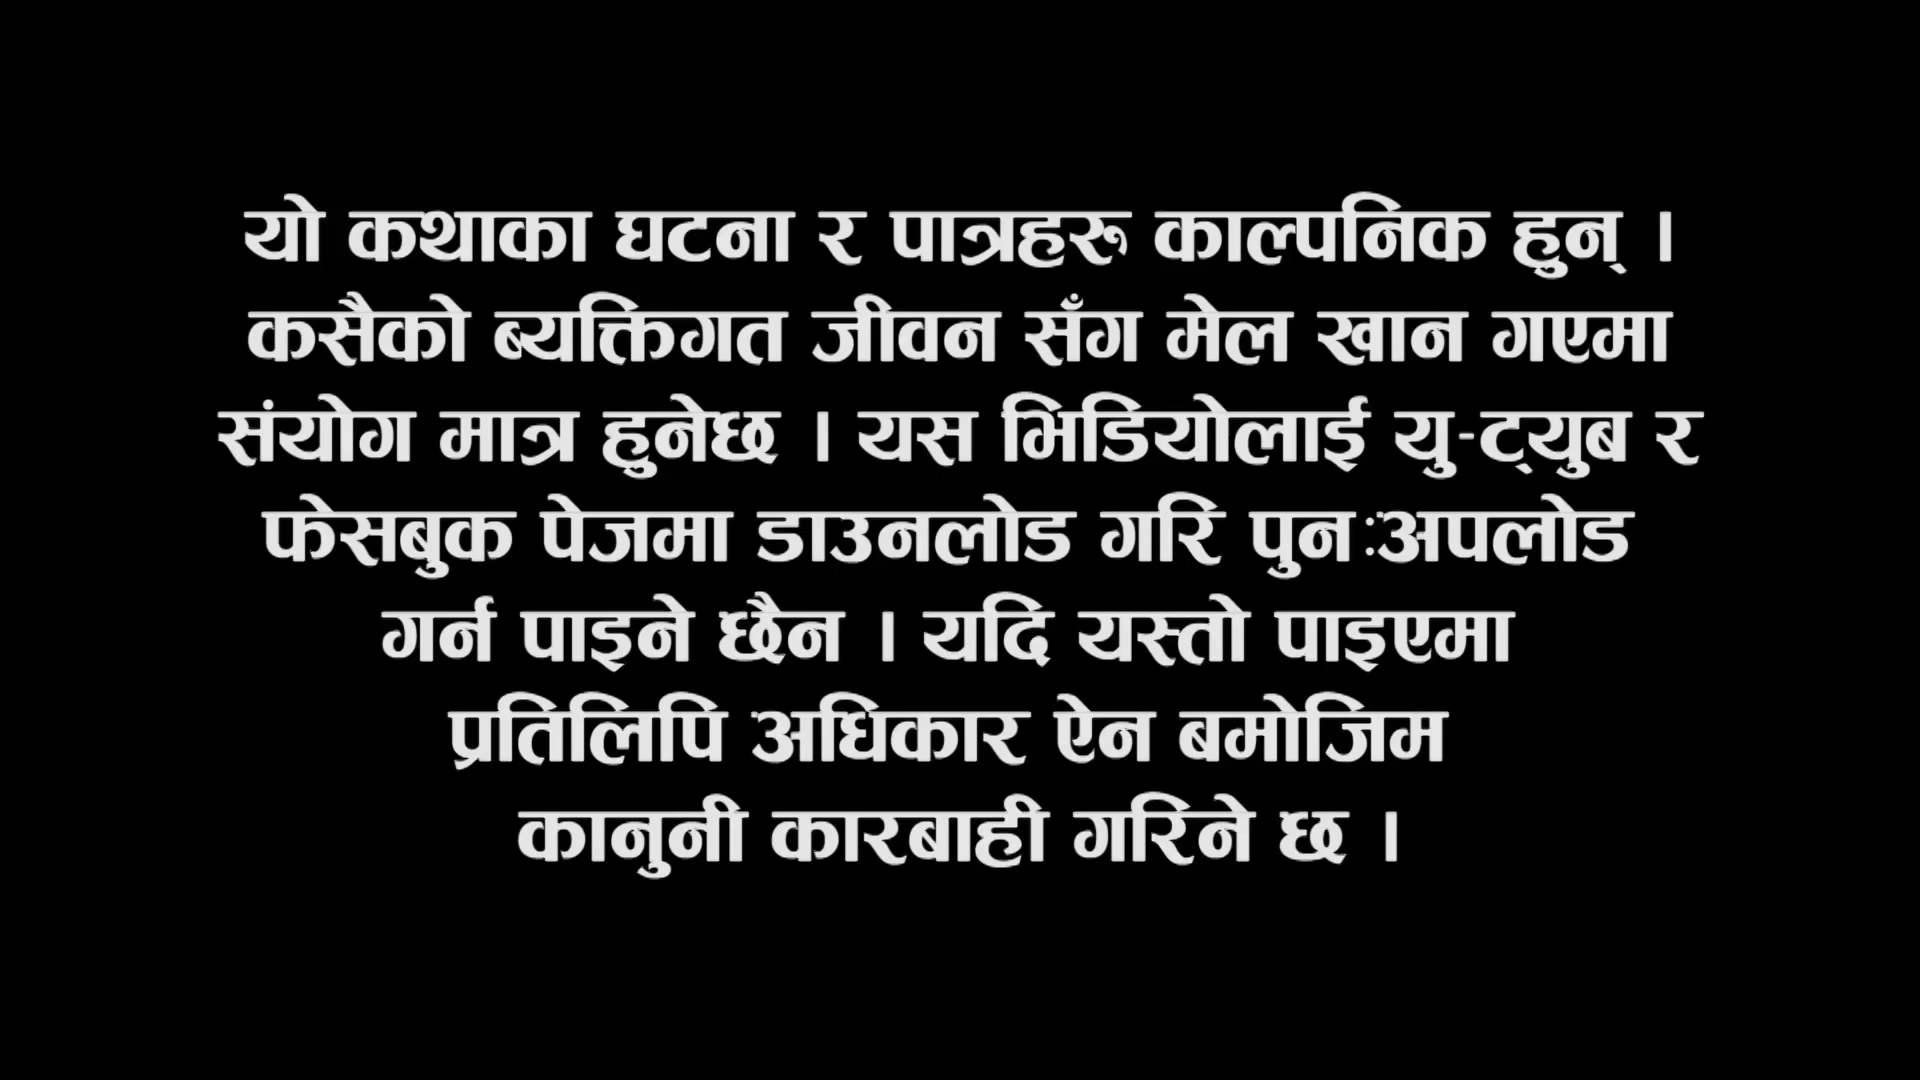 यो कथाका घटना र पात्रहरु काल्पनिक हुन् ।
कसैको ब्यक्तिगत जीवन सँग मेल खान गएमा
संयोग मात्र हुनेछ । यस भिडियोलाई यु-ट्युब र
फेसबुक पेजमा डाउनलोड गरि पुनःअपलोड
गर्न पाइने छैन । यदि यस्तो पाइएमा
प्रतिलिपि अधिकार ऐन बमोजिम
कानुनी कारबाही गरिने छ ।